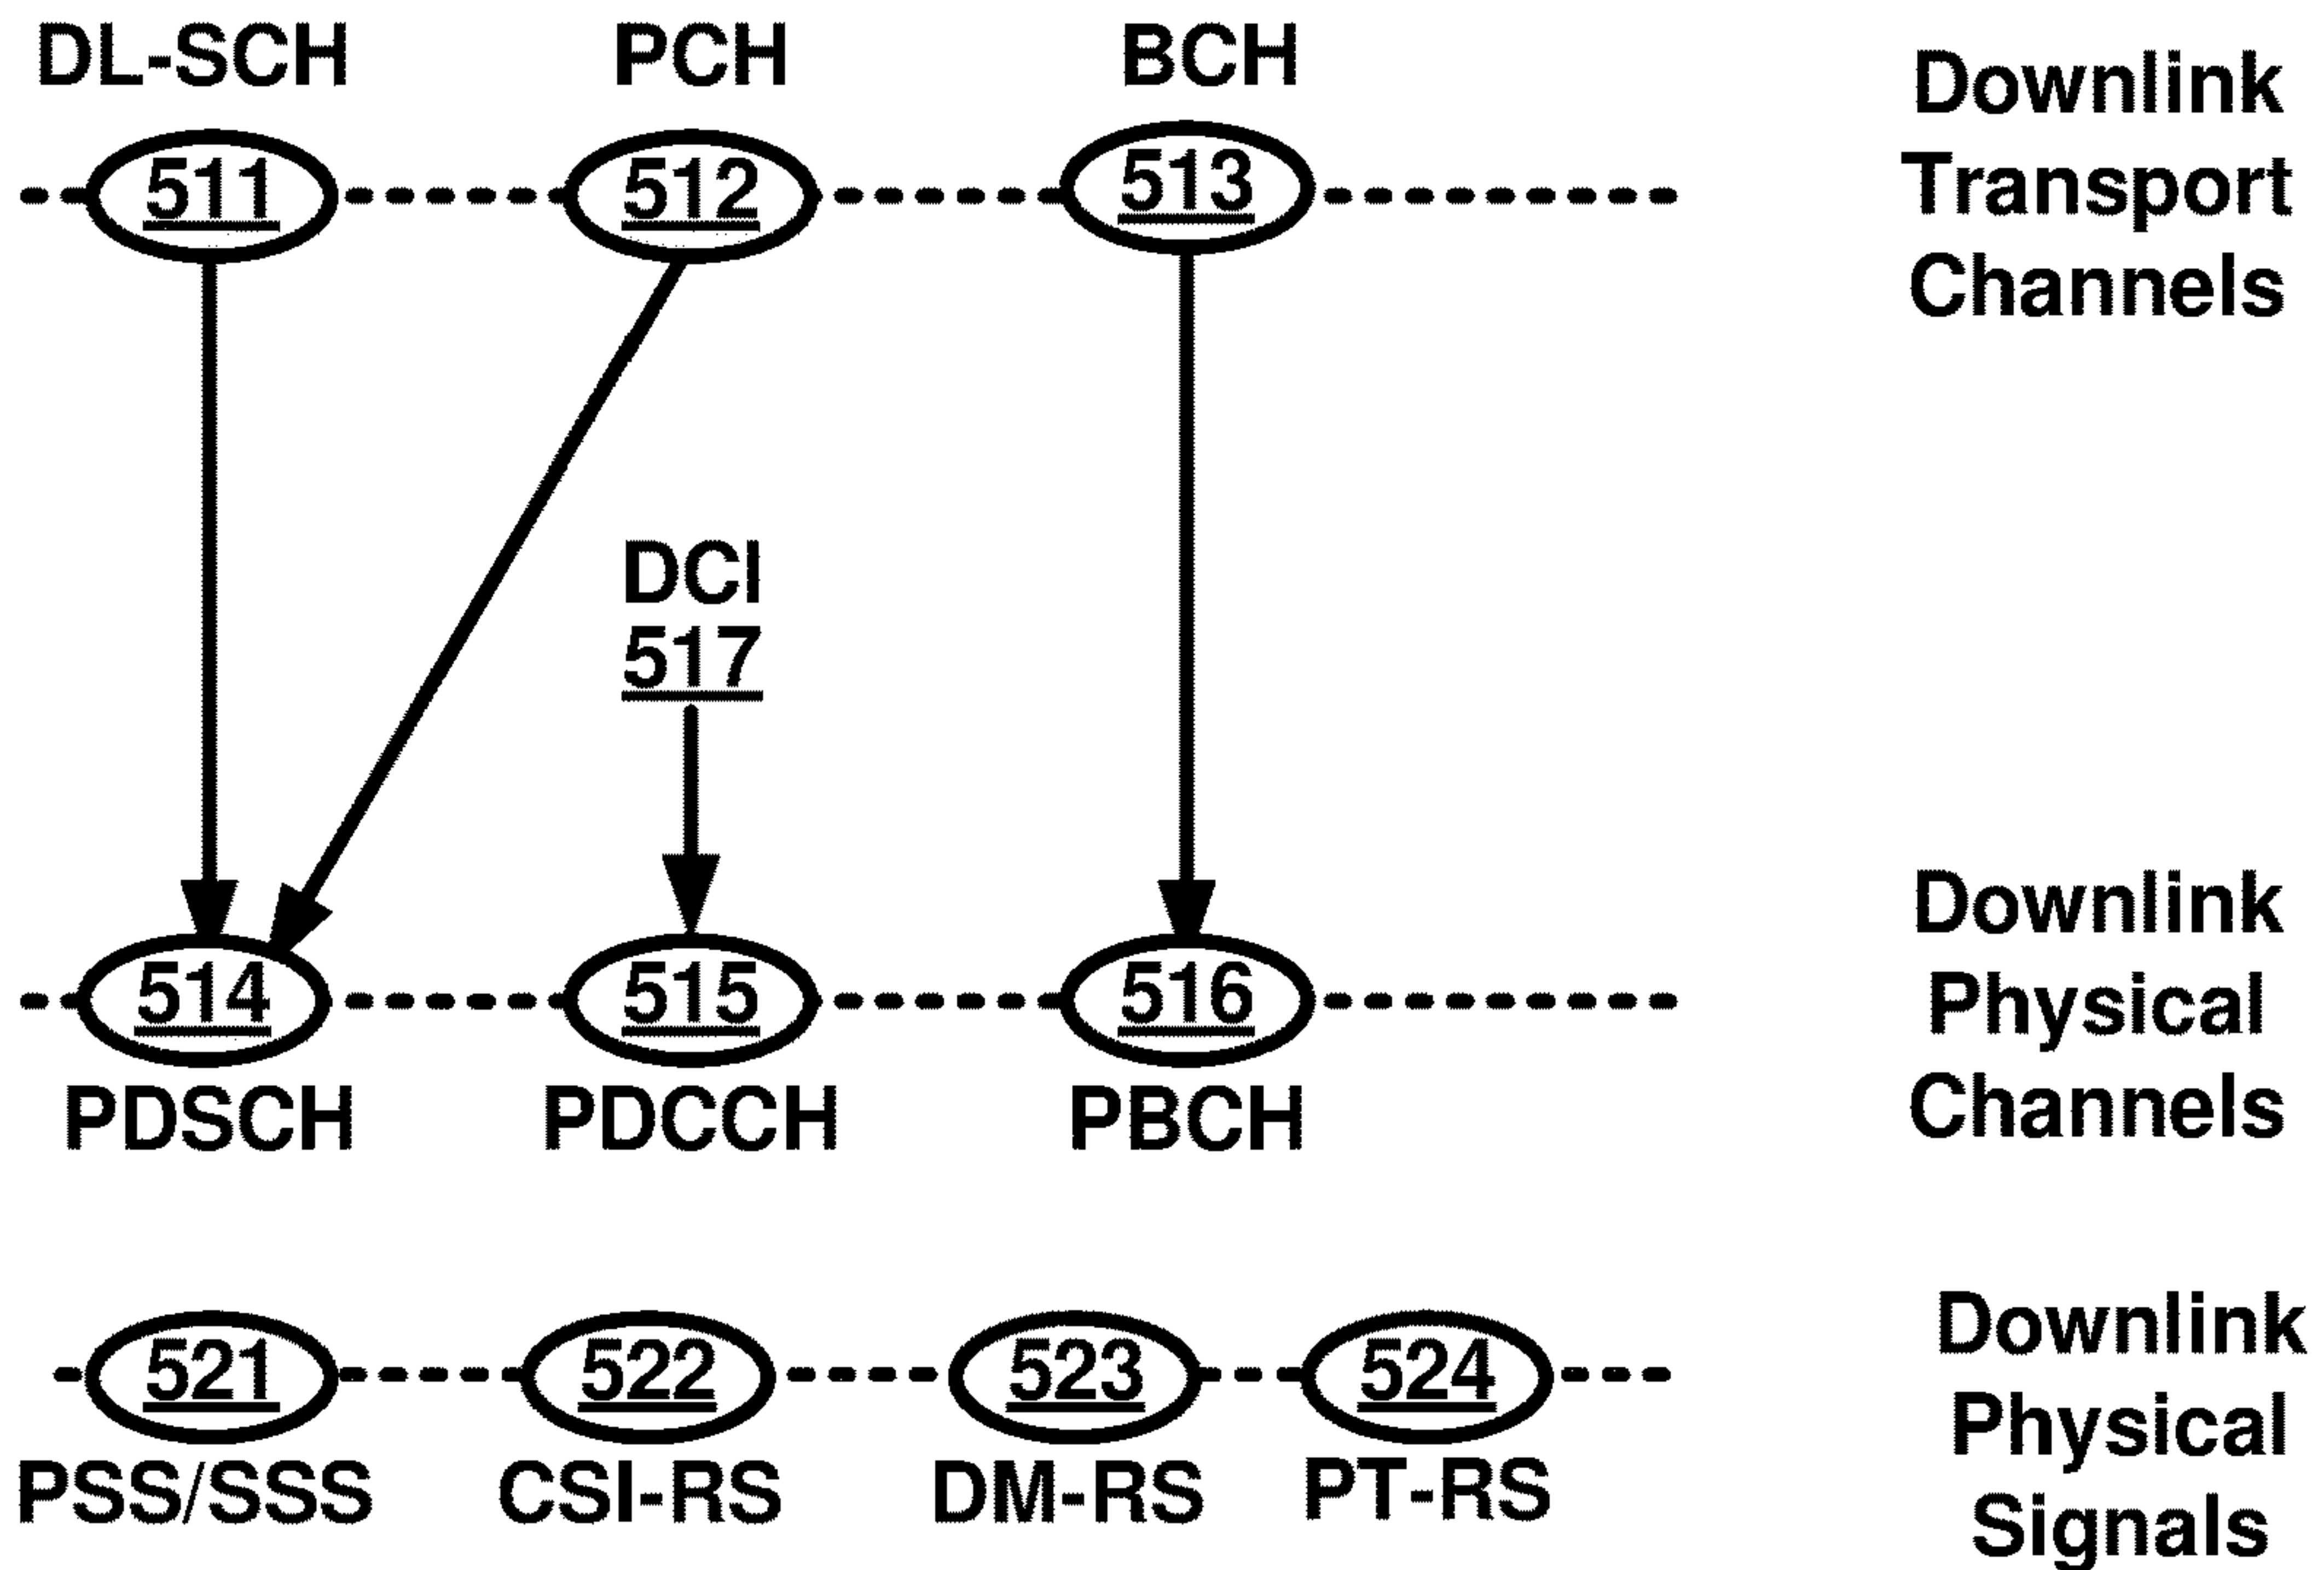 DL-SCH
PCH
BCH
511
512
513
Downlink
Transport
Channels
DCI
517
514
515
516
PDSCH
PDCCH
PBCH
Downlink
Physical
Channels
521
522
523
524
PSS/SSS
CSI-RS
DM-RS
PT-RS
Downlink
Physical
Signals